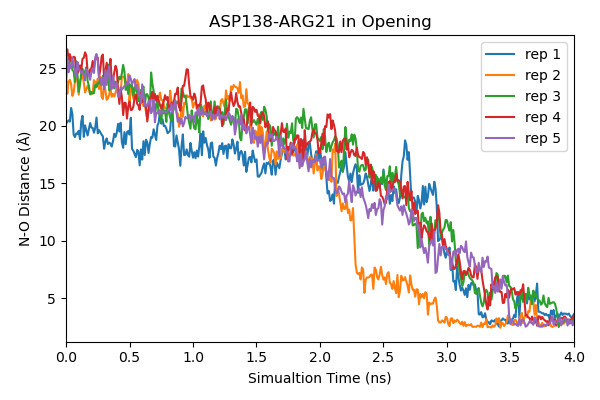 ASP138-ARG21 in Opening
rep 1
rep 2
rep 3
rep 4
rep 5
N-O Distance (Å)
25
20
15
10
5
0.0 0.5 1.0 1.5 2.0 2.5 3.0 3.5 4.0
Simualtion Time (ns)